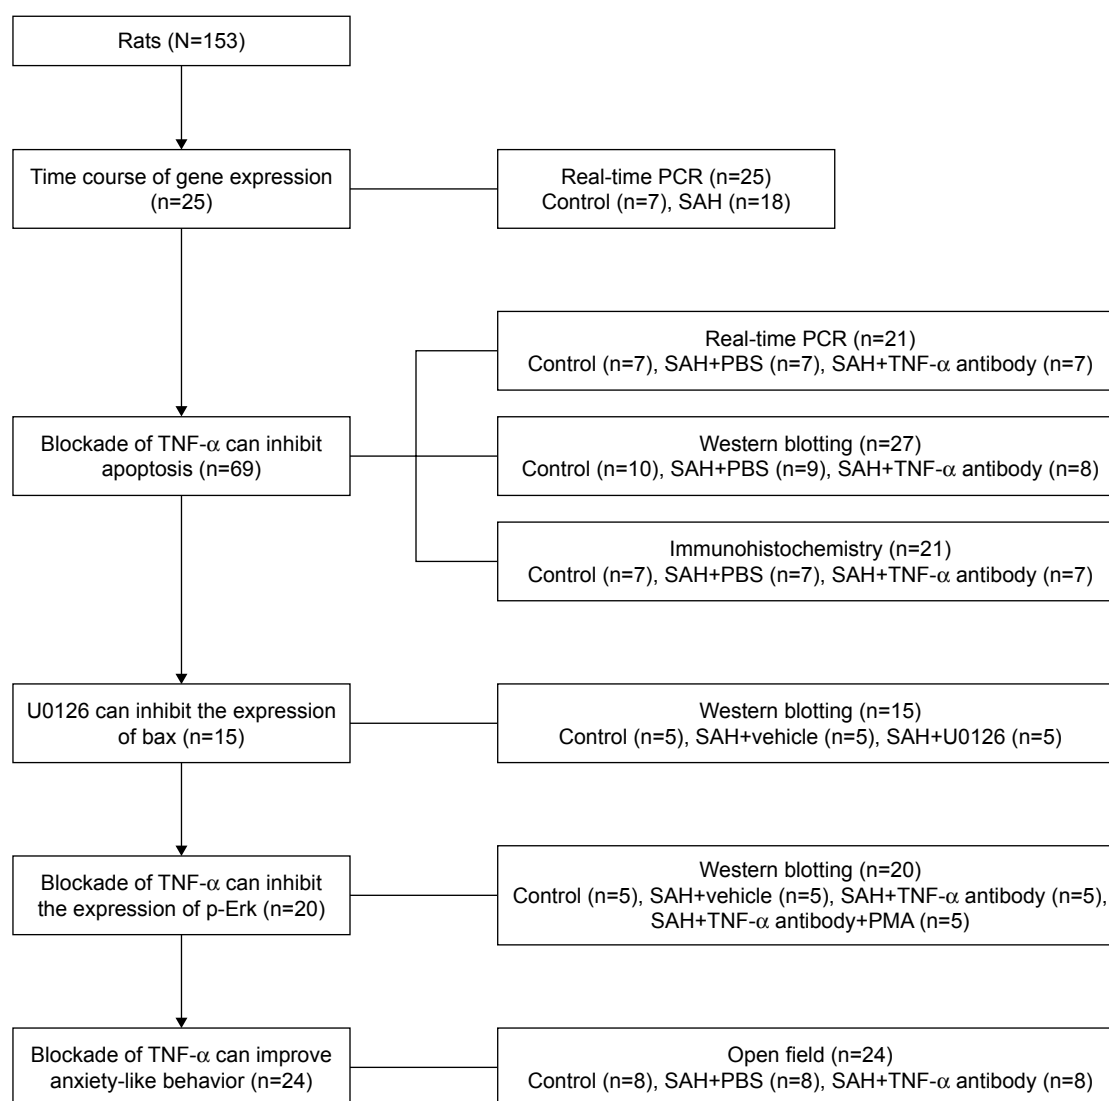 Rats (N=153)
Time course of gene expression
(n=25)
Real-time PCR (n=25)
Control (n=7), SAH (n=18)
Real-time PCR (n=21)
Control (n=7), SAH+PBS (n=7), SAH+TNF-α antibody (n=7)
Blockade of TNF-α can inhibit
apoptosis (n=69)
Western blotting (n=27)
Control (n=10), SAH+PBS (n=9), SAH+TNF-α antibody (n=8)
Immunohistochemistry (n=21)
Control (n=7), SAH+PBS (n=7), SAH+TNF-α antibody (n=7)
U0126 can inhibit the expression
of bax (n=15)
Western blotting (n=15)
Control (n=5), SAH+vehicle (n=5), SAH+U0126 (n=5)
Blockade of TNF-α can inhibit
the expression of p-Erk (n=20)
Western blotting (n=20)
Control (n=5), SAH+vehicle (n=5), SAH+TNF-α antibody (n=5),
SAH+TNF-α antibody+PMA (n=5)
Blockade of TNF-α can improve
anxiety-like behavior (n=24)
Open field (n=24)
Control (n=8), SAH+PBS (n=8), SAH+TNF-α antibody (n=8)